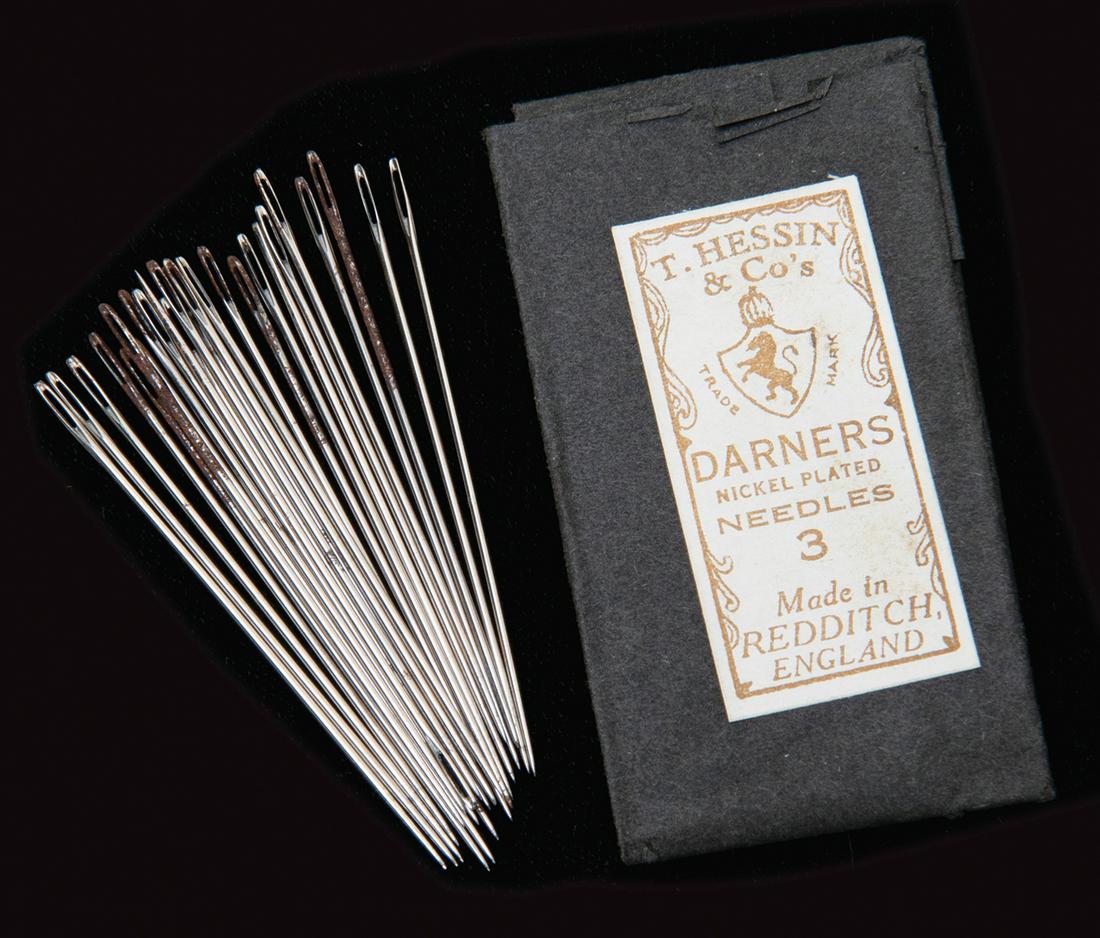 T. HESSIN
& Co's
TRADE MARK
DARNERS
NICKEL PLATED
NEEDLES
3
Made in
REDDITCH,
ENGLAND